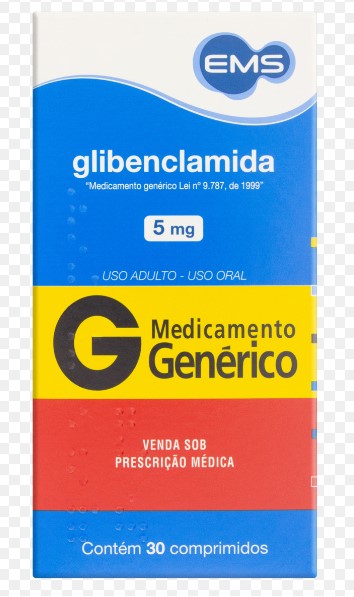 EMS
glibenclamida
"Medicamento genérico Lei nº 9.787, de 1999"
5 mg
USO ADULTO - USO ORAL
G Medicamento
Genérico
VENDA SOB
PRESCRIÇÃO MÉDICA
Contém 30 comprimidos